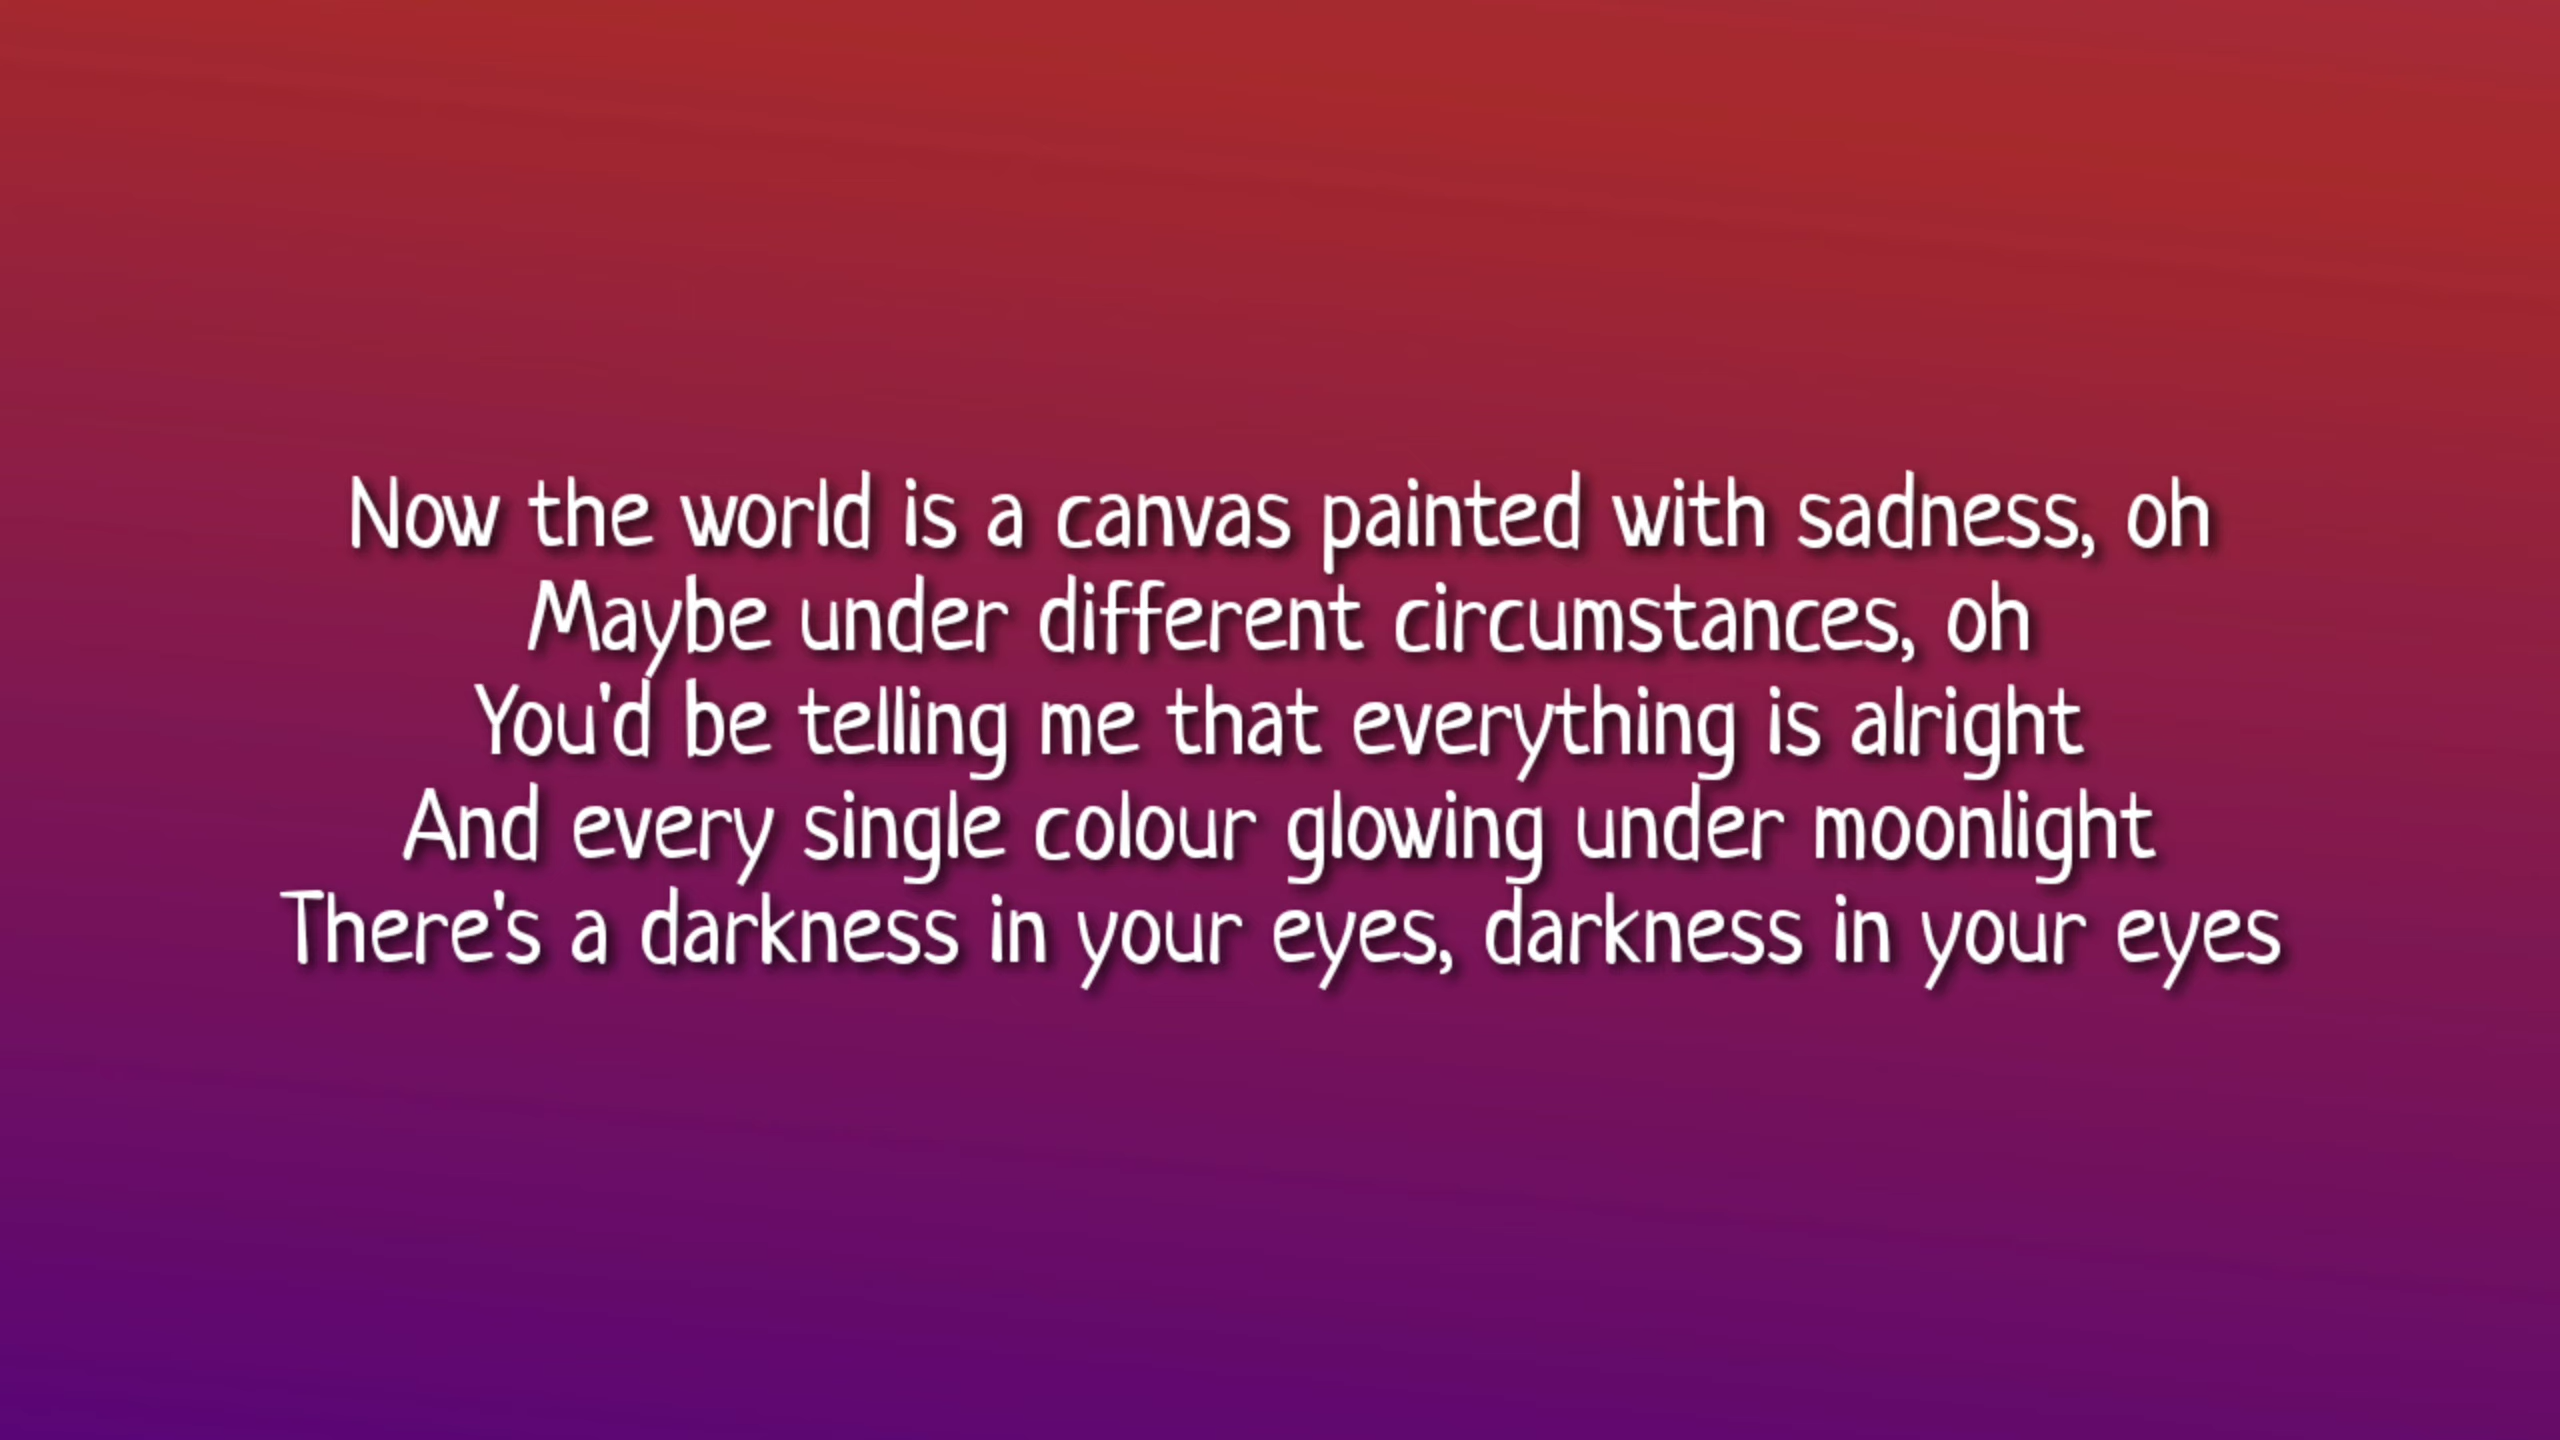 Now the world is a canvas painted with sadness, oh
Maybe under different circumstances, oh
You'd be telling me that everything is alright
And every single colour glowing under moonlight
There's a darkness in your eyes, darkness in your eyes